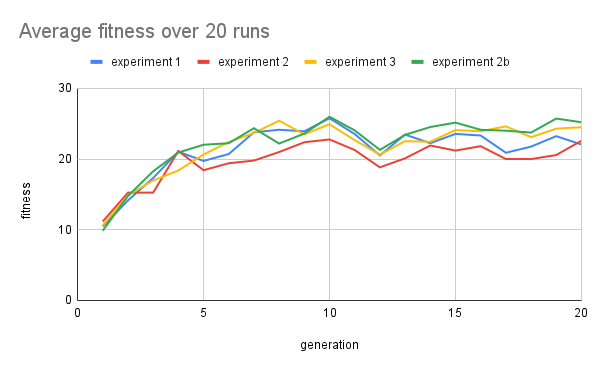 Average fitness over 20 runs
experiment 1 experiment 2 experiment 3 experiment 2b
30
20
10
0
fitness
0 5 10 15 20
generation